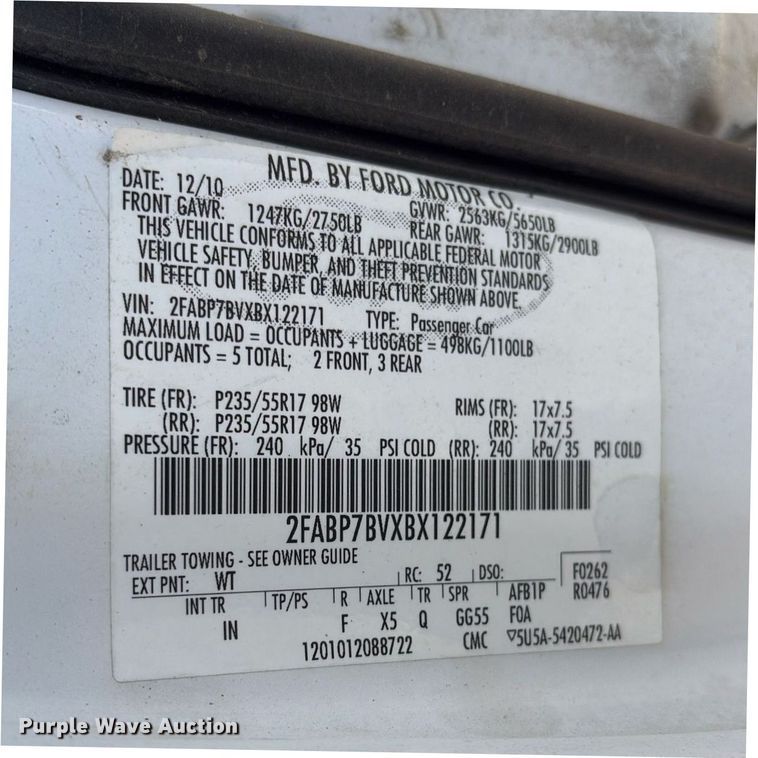 MFD. BY FORD MOTOR CO.
DATE: 12/10
GVWR: 2563KG/5650LB
FRONT GAWR: 1247KG/2750LB
REAR GAWR: 1315KG/2900LB
THIS VEHICLE CONFORMS TO ALL APPLICABLE FEDERAL MOTOR
VEHICLE SAFETY, BUMPER, AND THEFT PREVENTION STANDARDS
IN EFFECT ON THE DATE OF MANUFACTURE SHOWN ABOVE.
VIN: 2FABP7BVXBX122171 TYPE: Passenger Car
MAXIMUM LOAD = OCCUPANTS + LUGGAGE = 498KG/1100LB
OCCUPANTS = 5 TOTAL; 2 FRONT, 3 REAR
TIRE (FR): P235/55R17 98W RIMS (FR): 17x7.5
(RR): P235/55R17 98W (RR): 17x7.5
PRESSURE (FR): 240 kPa/ 35 PSI COLD (RR): 240 kPa/ 35 PSI COLD
2FABP7BVXBX122171
TRAILER TOWING - SEE OWNER GUIDE
EXT PNT: WT RC: 52 DSO: F0262
INT TR TP/PS R AXLE TR SPR AFB1P R0476
IN F X5 Q GG55 FOA
1201012088722 CMC ▽5U5A-5420472-AA
Purple Wave Auction